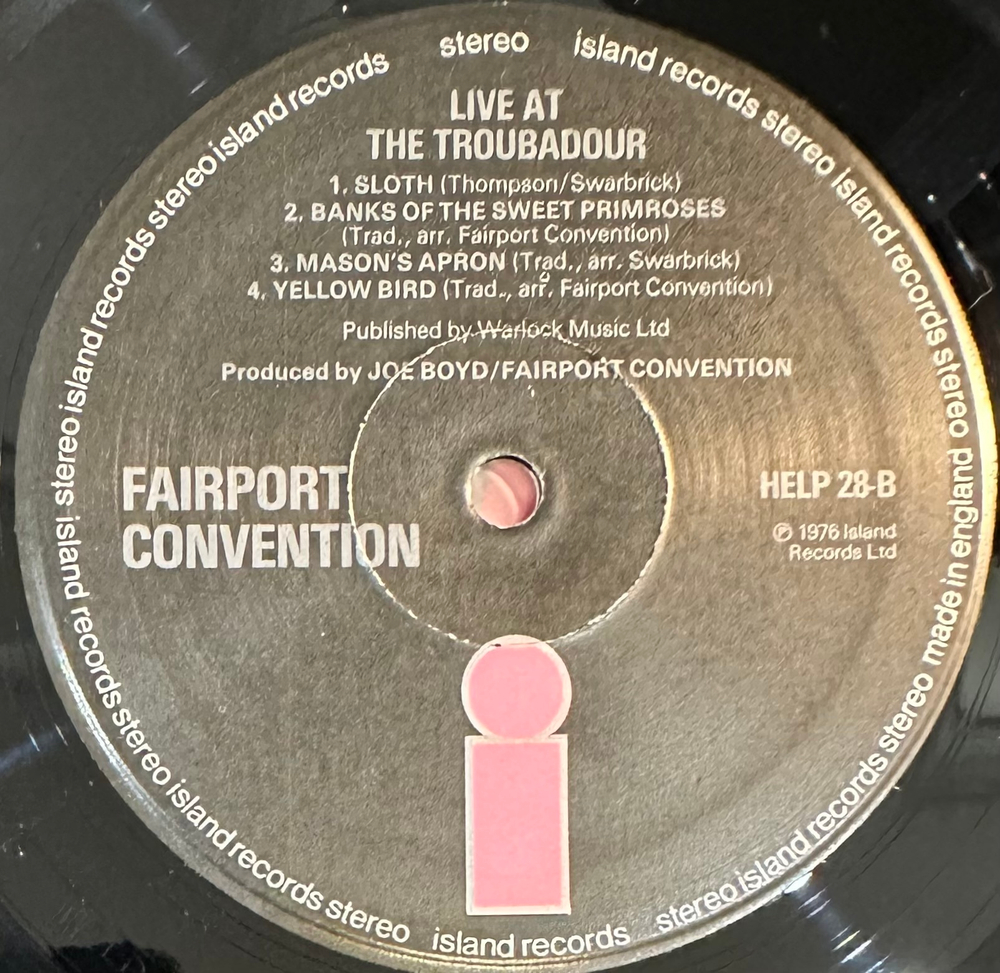 LIVE AT
THE TROUBADOUR
1. SLOTH (Thompson/Swarbrick)
2. BANKS OF THE SWEET PRIMROSES
(Trad., arr. Fairport Convention)
3. MASON'S APRON (Trad., arr. Swarbrick)
4. YELLOW BIRD (Trad., arr. Fairport Convention)
Published by Warlock Music Ltd
Produced by JOE BOYD/FAIRPORT CONVENTION
FAIRPORT
CONVENTION
HELP 28-B
℗ 1976 Island
Records Ltd
stereo island records stereo island records stereo made in england
stereo island records stereo island records stereo island records stereo island records stereo island records stereo island records